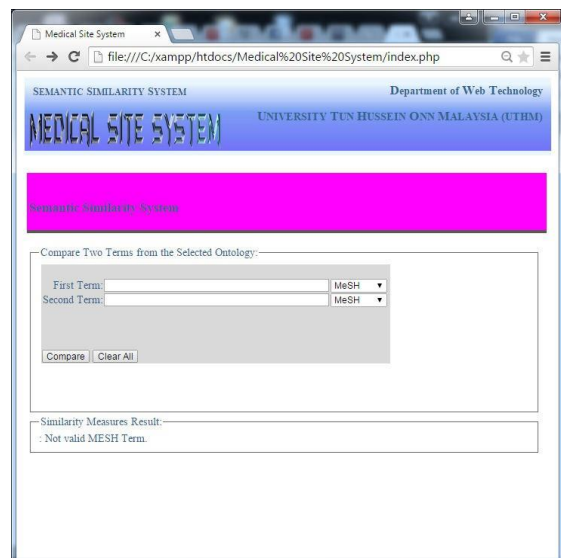 Medical Site System
file:///C:/xampp/htdocs/Medical%20Site%20System/index.php
SEMANTIC SIMILARITY SYSTEM
Department of Web Technology
MEDICAL SITE SYSTEM
UNIVERSITY TUN HUSSEIN ONN MALAYSIA (UTHM)
Semantic Similarity System
Compare Two Terms from the Selected Ontology:
First Term: MeSH
Second Term: MeSH
Compare Clear All
Similarity Measures Result:
: Not valid MESH Term.